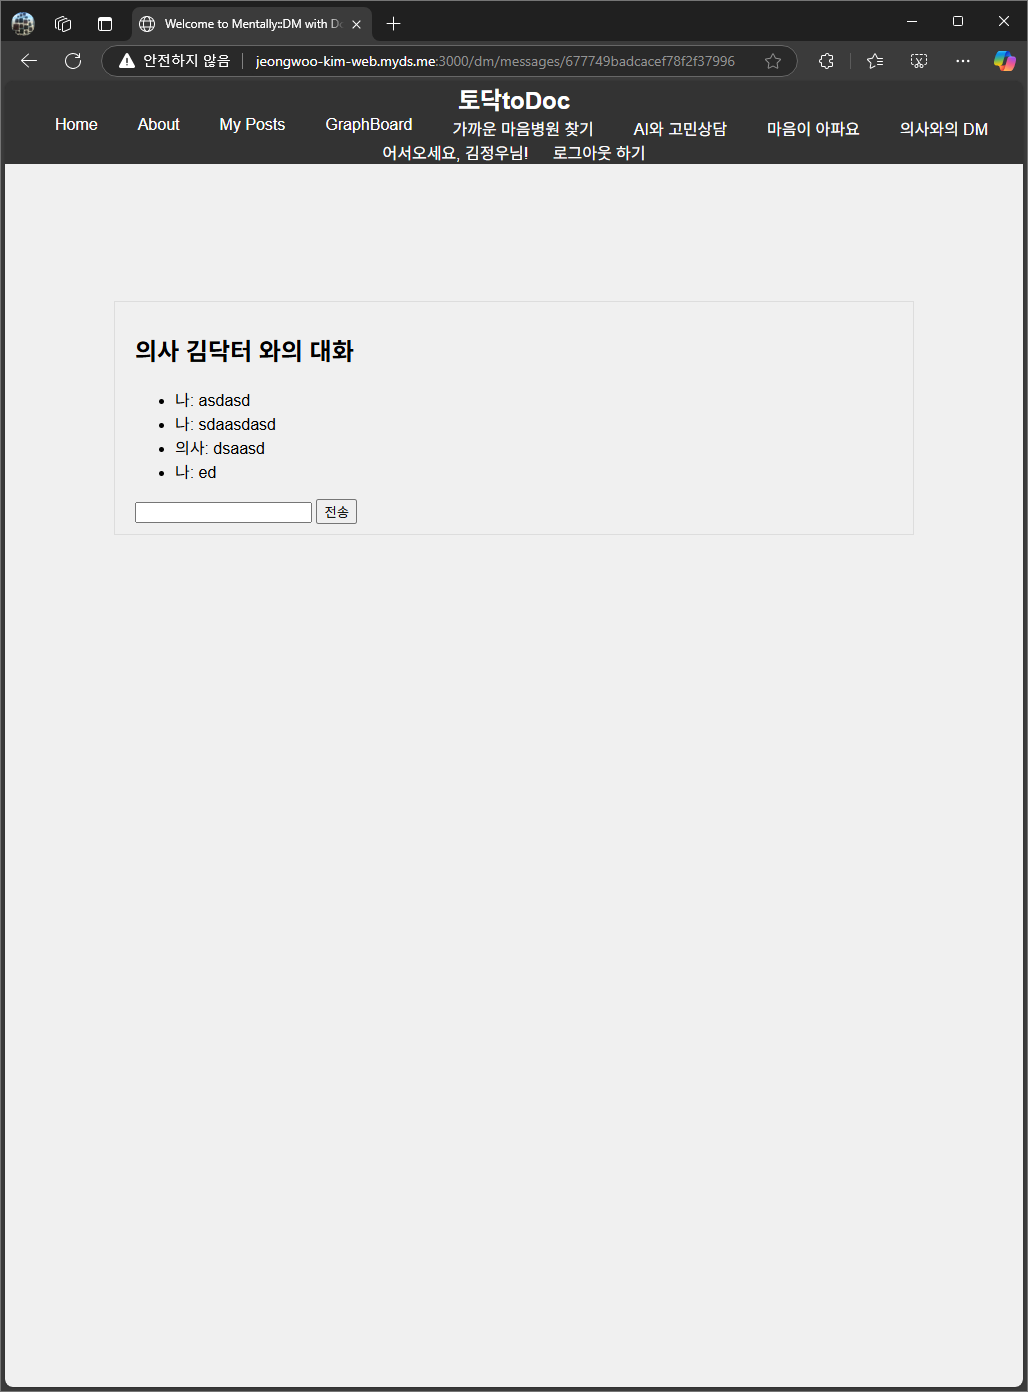 Welcome to Mentally::DM with Do
안전하지 않음 jeongwoo-kim-web.myds.me:3000/dm/messages/677749badcacef78f2f37996
토닥toDoc
Home About My Posts GraphBoard 가까운 마음병원 찾기 AI와 고민상담 마음이 아파요 의사와의 DM
어서오세요, 김정우님! 로그아웃 하기
의사 김닥터 와의 대화
나: asdasd
나: sdaasdasd
의사: dsaasd
나: ed
전송